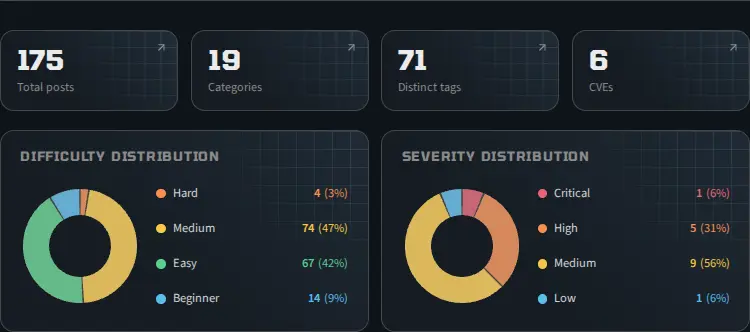 175
Total posts
19
Categories
71
Distinct tags
6
CVEs
DIFFICULTY DISTRIBUTION
Hard 4 (3%)
Medium 74 (47%)
Easy 67 (42%)
Beginner 14 (9%)
SEVERITY DISTRIBUTION
Critical 1 (6%)
High 5 (31%)
Medium 9 (56%)
Low 1 (6%)